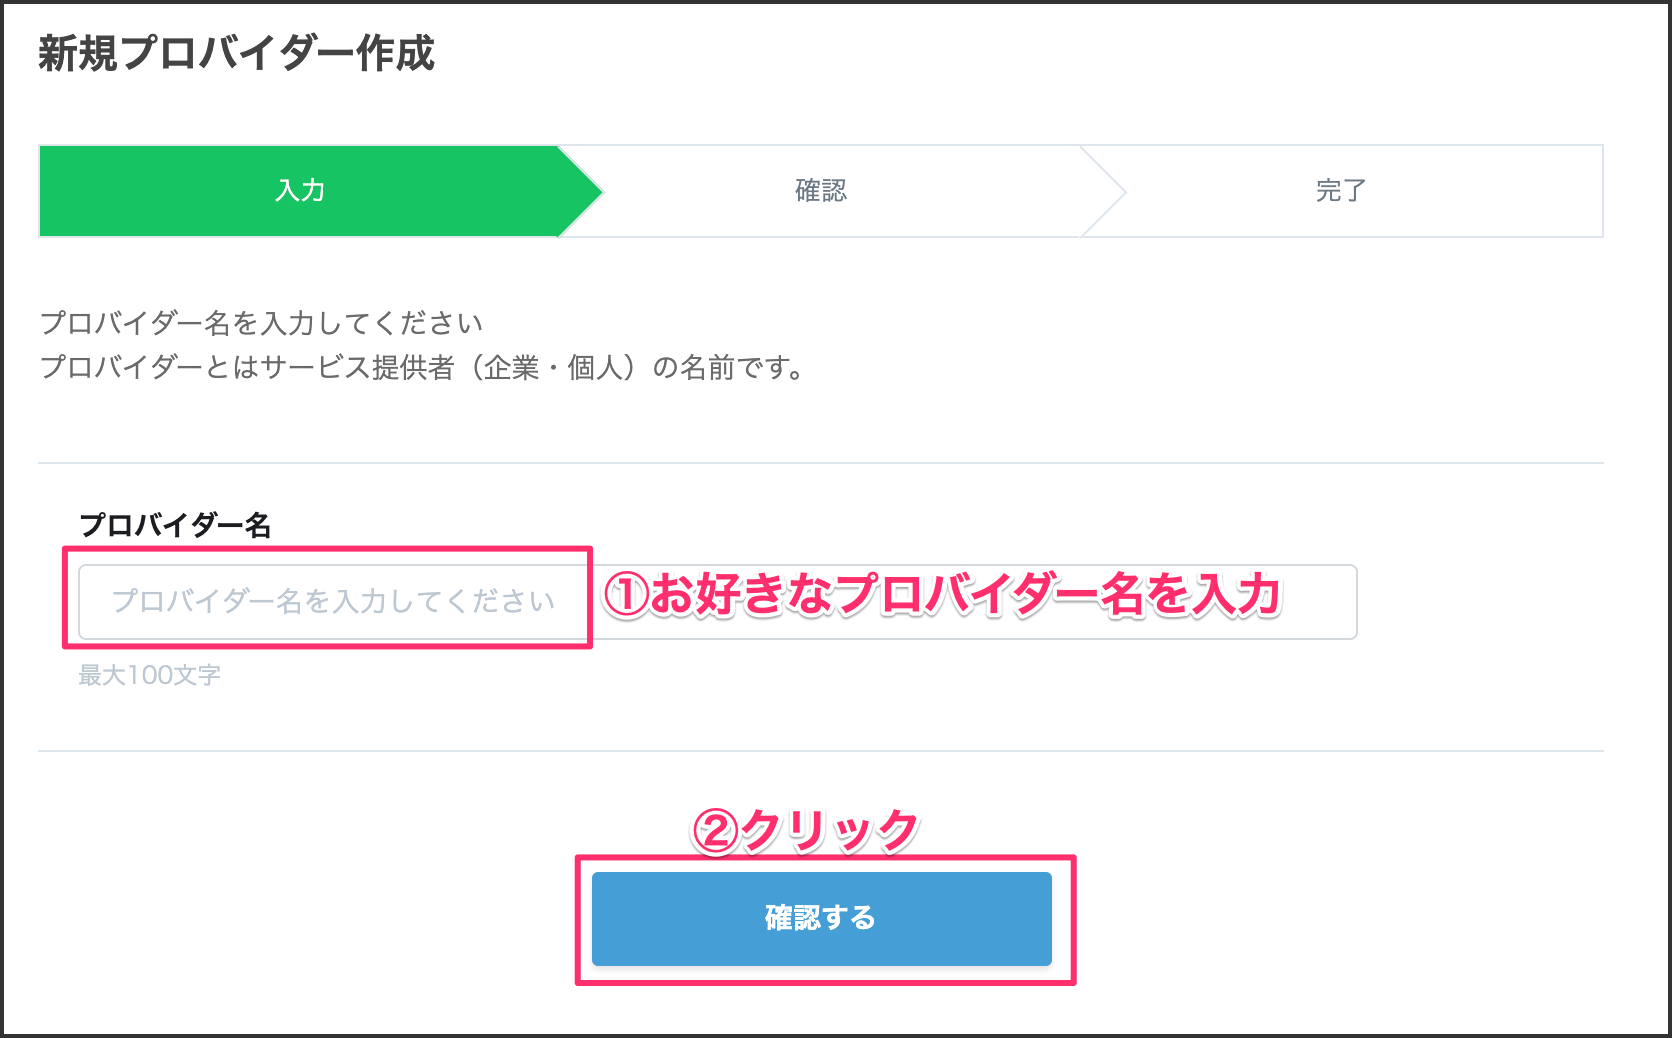 新規プロバイダー作成
入力
確認
完了
プロバイダー名を入力してください
プロバイダーとはサービス提供者（企業・個人）の名前です。
プロバイダー名
プロバイダー名を入力してください
①お好きなプロバイダー名を入力
最大100文字
②クリック
確認する